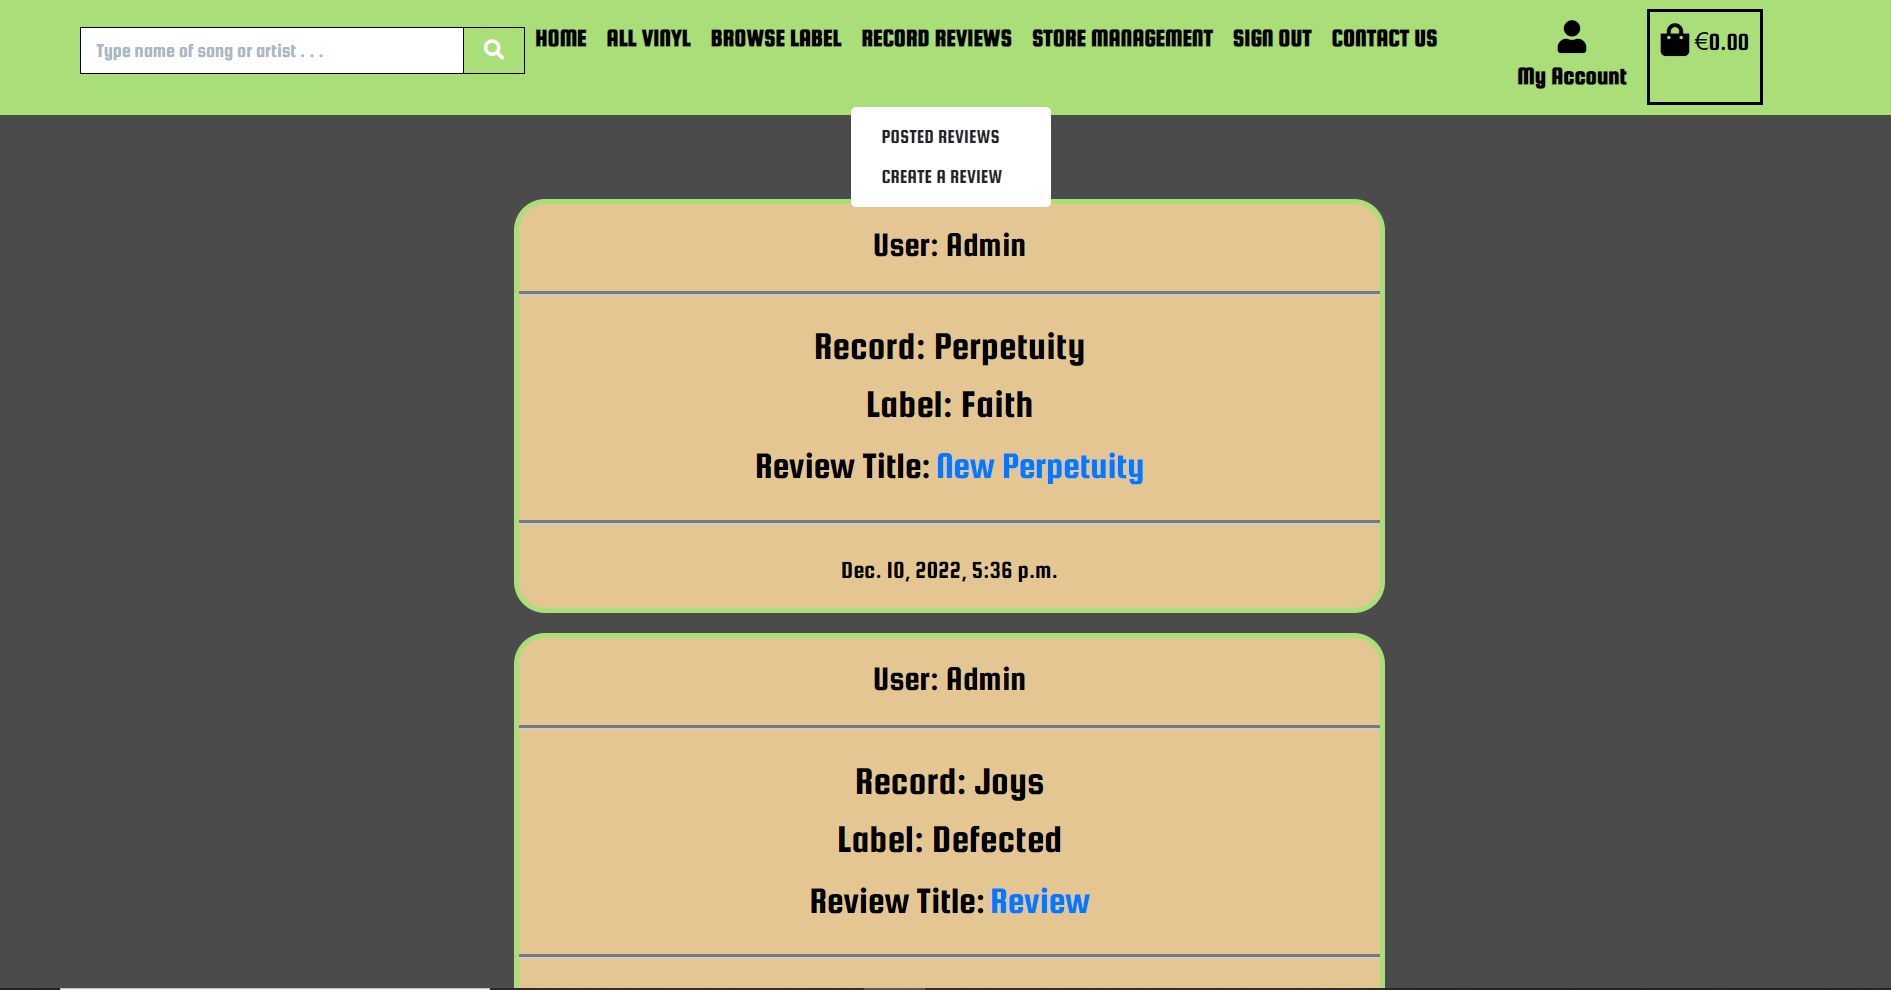 Type name of song or artist . . .
HOME ALL VINYL BROWSE LABEL RECORD REVIEWS STORE MANAGEMENT SIGN OUT CONTACT US
My Account
€0.00
POSTED REVIEWS
CREATE A REVIEW
User: Admin
Record: Perpetuity
Label: Faith
Review Title: New Perpetuity
Dec. 10, 2022, 5:36 p.m.
User: Admin
Record: Joys
Label: Defected
Review Title: Review